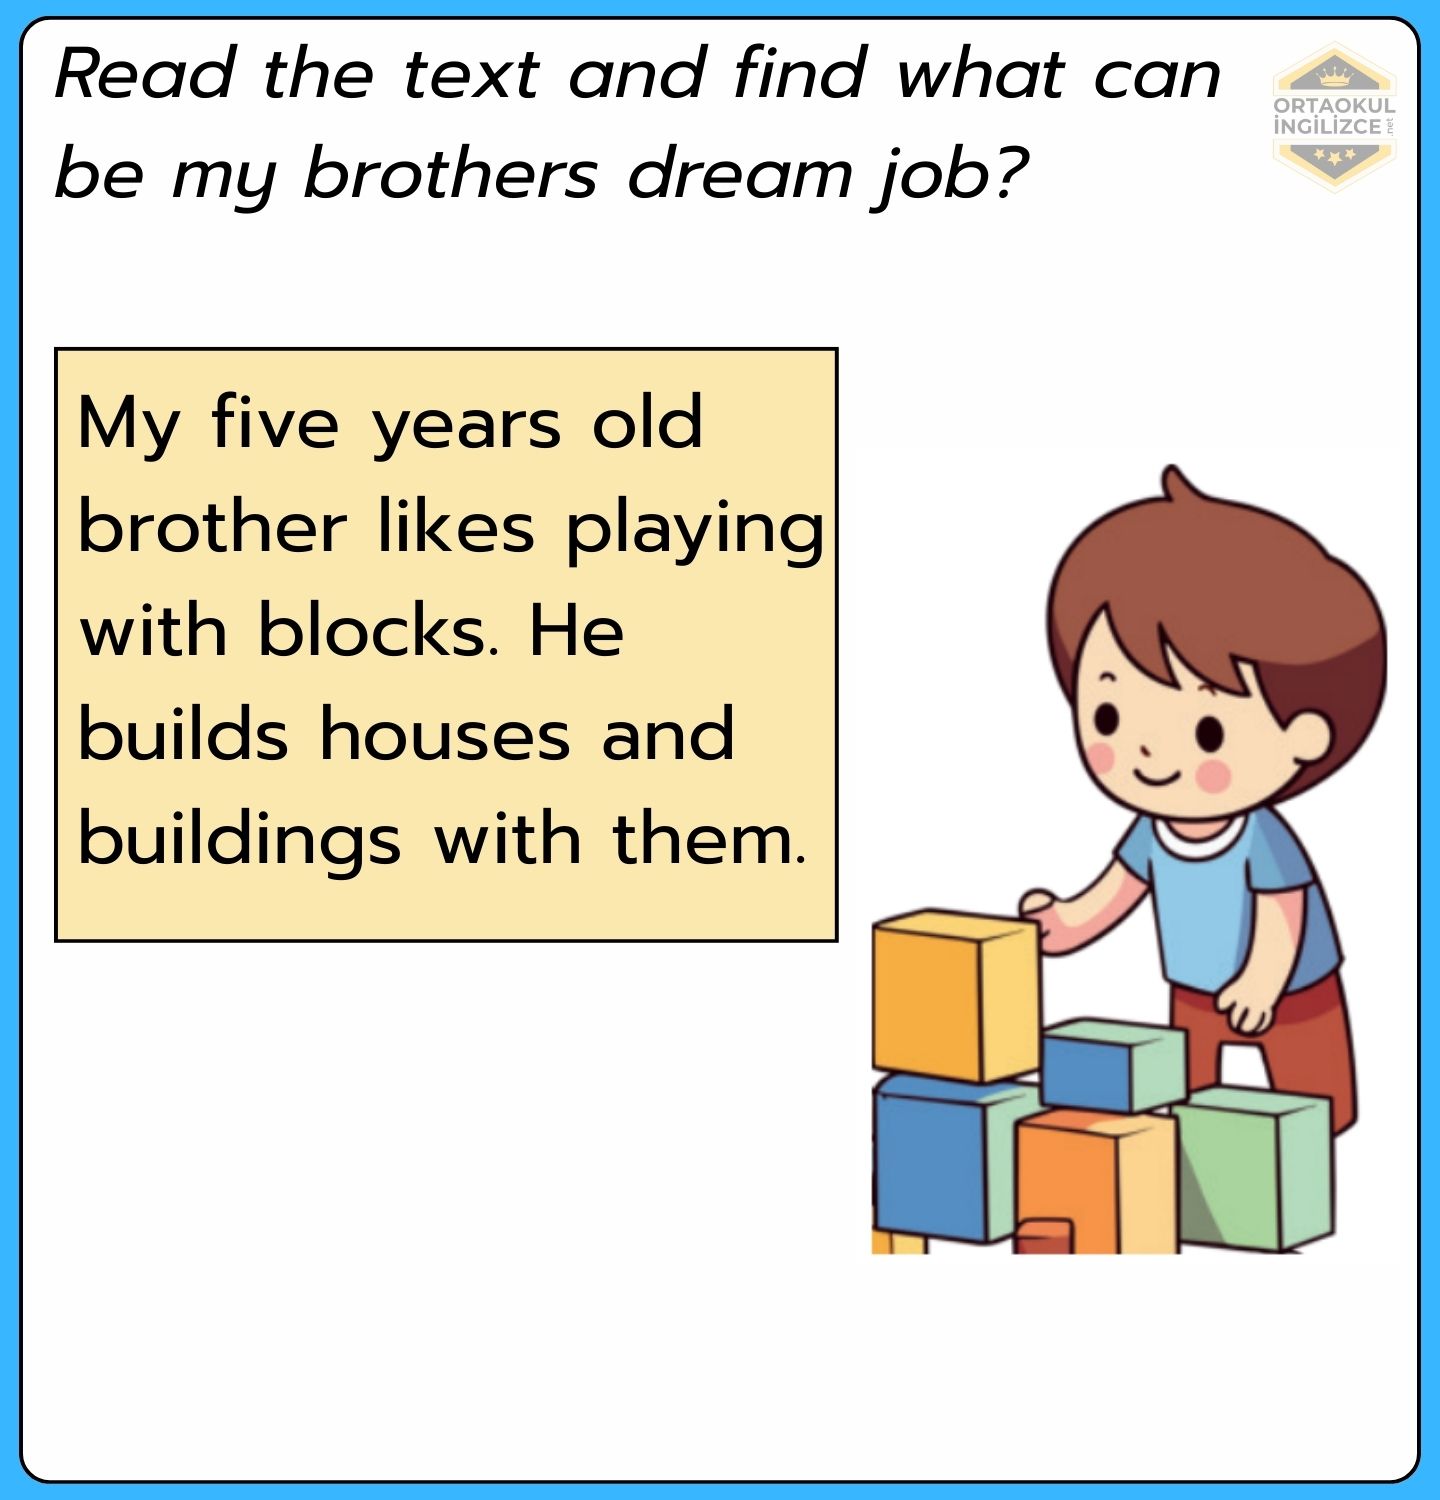 Read the text and find what can
be my brothers dream job?
ORTAOKUL
İNGİLİZCE .net
My five years old
brother likes playing
with blocks. He
builds houses and
buildings with them.